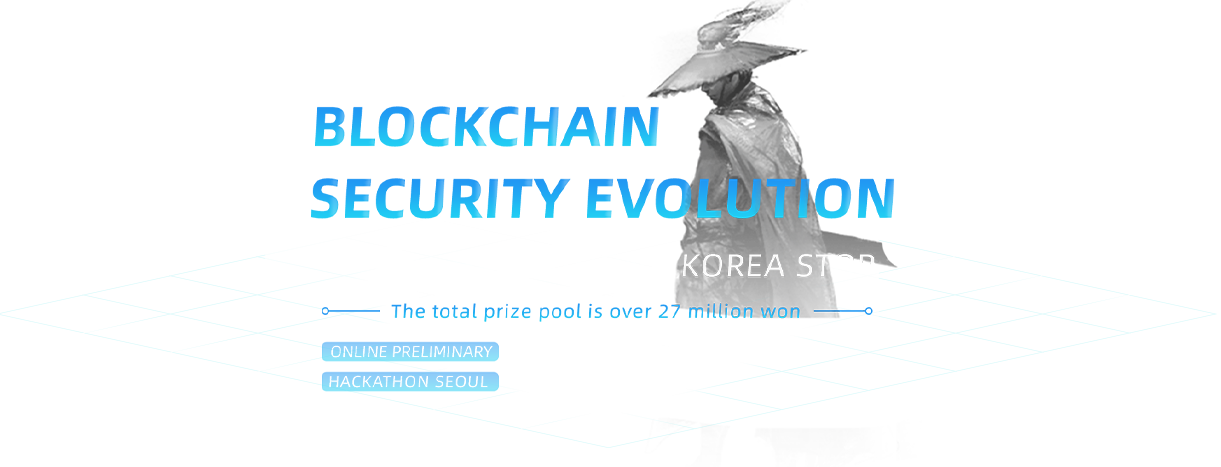 BLOCKCHAIN
SECURITY EVOLUTION
KOREA STOP
The total prize pool is over 27 million won
ONLINE PRELIMINARY
HACKATHON SEOUL